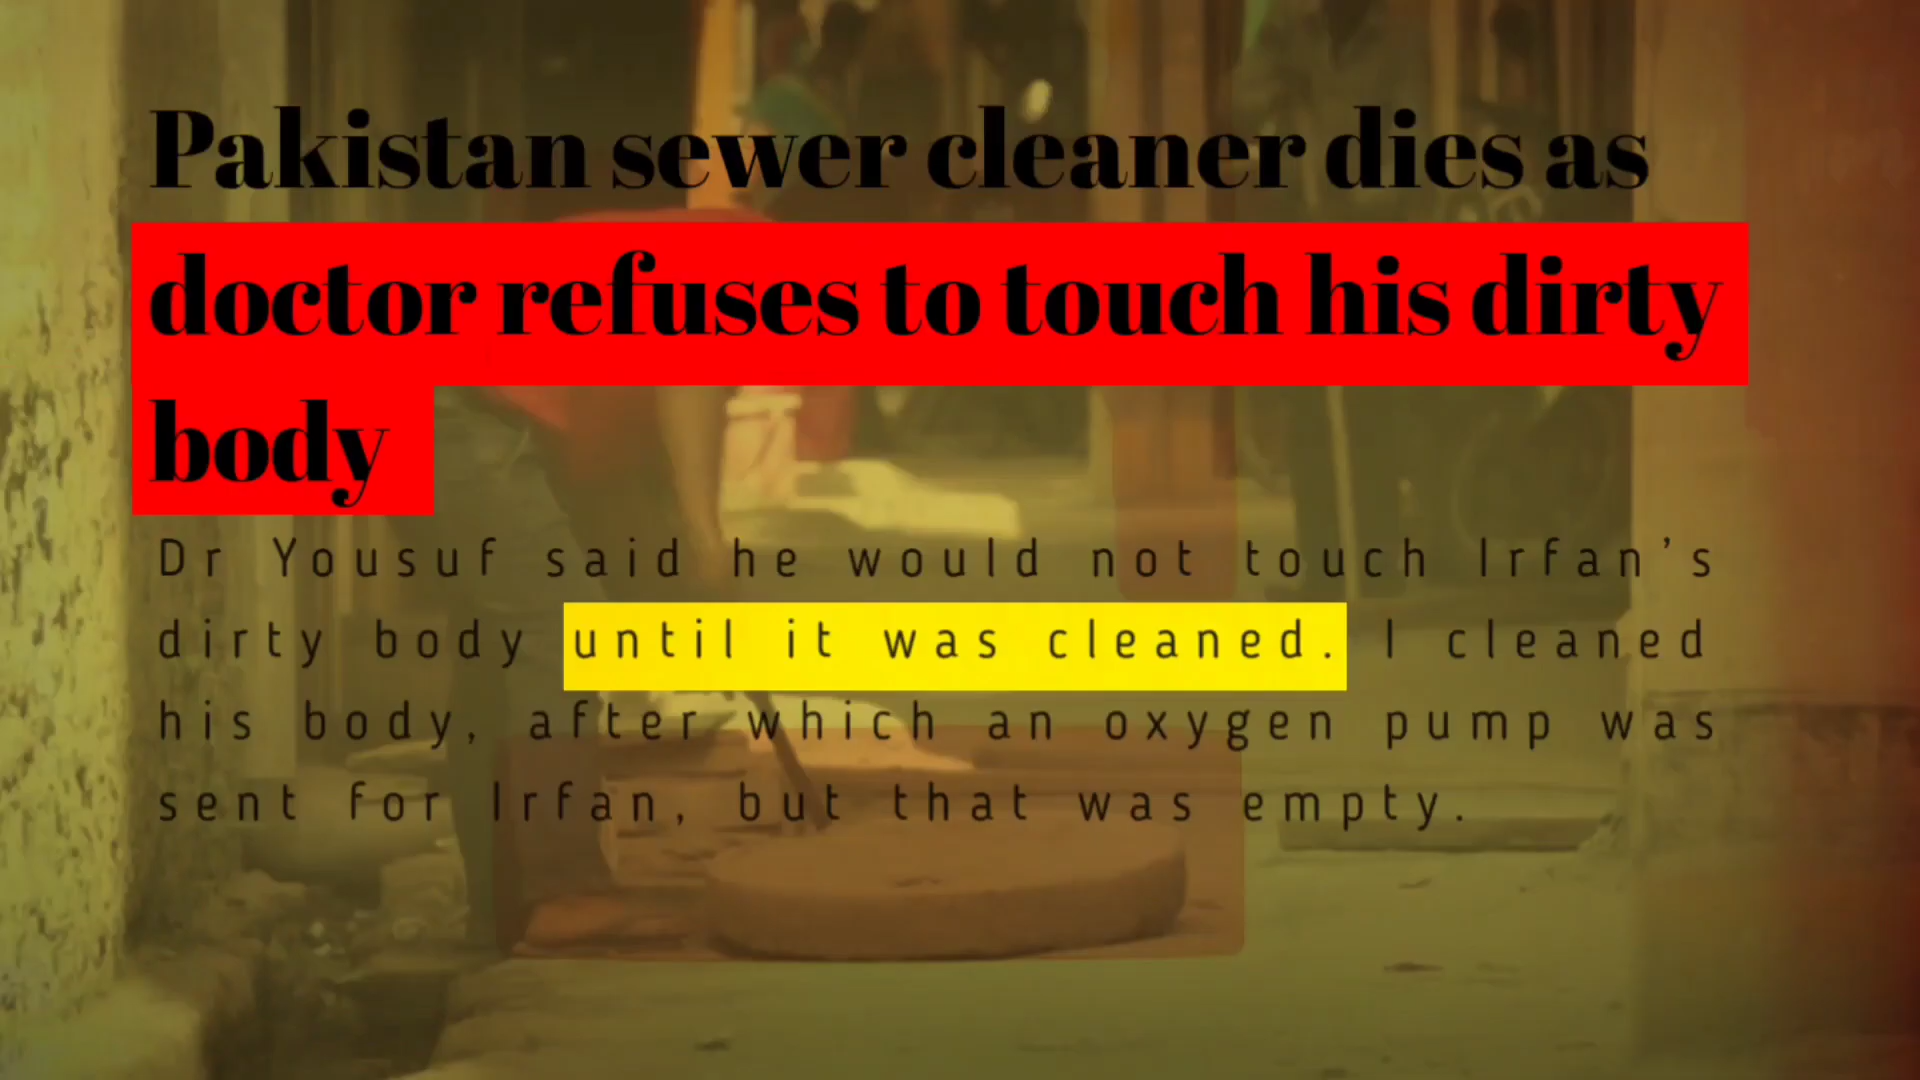 Pakistan sewer cleaner dies as
doctor refuses to touch his dirty
body
Dr Yousuf said he would not touch Irfan’s
dirty body until it was cleaned. I cleaned
his body, after which an oxygen pump was
sent for Irfan, but that was empty.